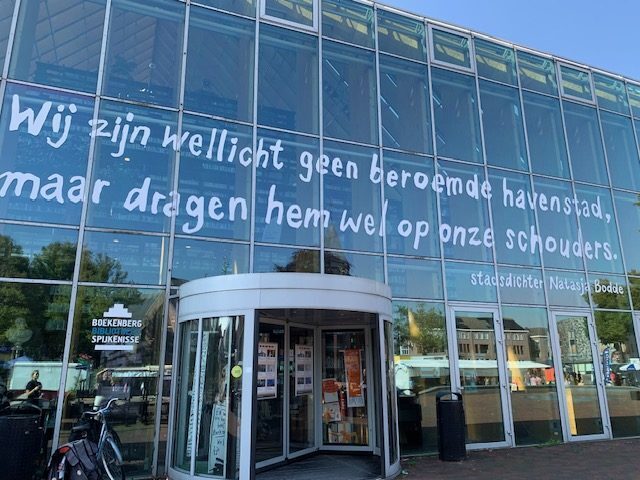 Wij zijn wellicht geen beroemde havenstad,
maar dragen hem wel op onze schouders.
stadsdichter Natasja Bodde
BOEKENBERG
BIBLIOTHEEK
SPIJKENISSE